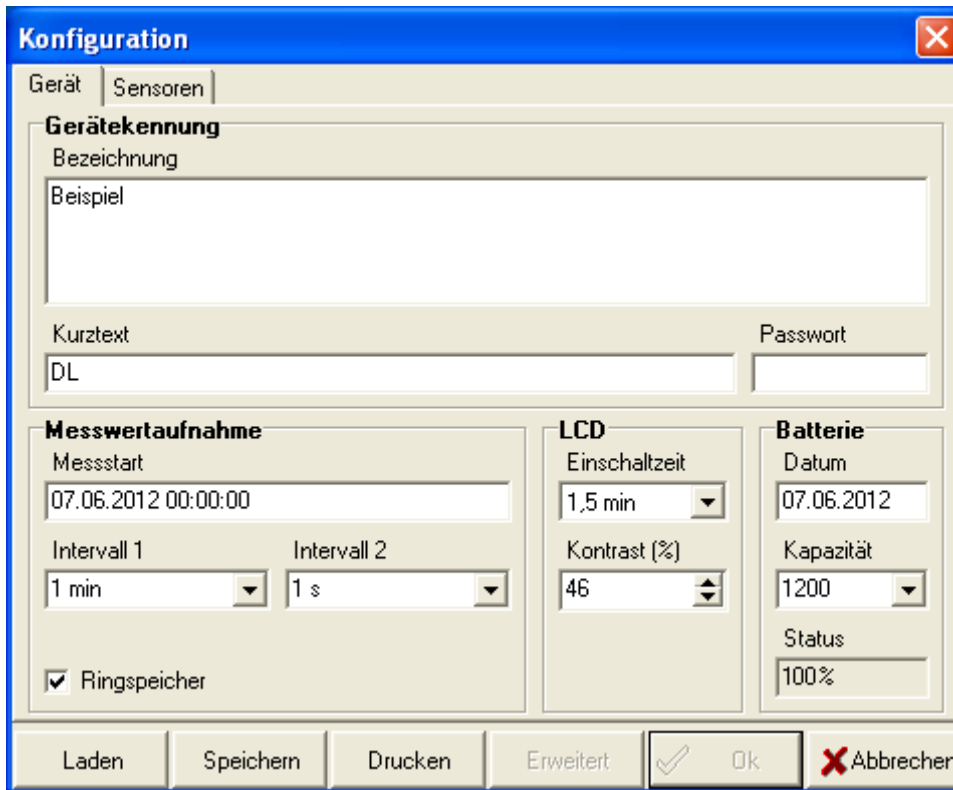 Konfiguration
Gerät Sensoren
Gerätekennung
Bezeichnung
Beispiel
Kurztext Passwort
DL
Messwertaufnahme LCD Batterie
Messstart Einschaltzeit Datum
07.06.2012 00:00:00 1,5 min 07.06.2012
Intervall 1 Intervall 2 Kontrast (%) Kapazität
1 min 1 s 46 1200
Status
Ringspeicher 100%
Laden Speichern Drucken Erweitert Ok Abbrechen